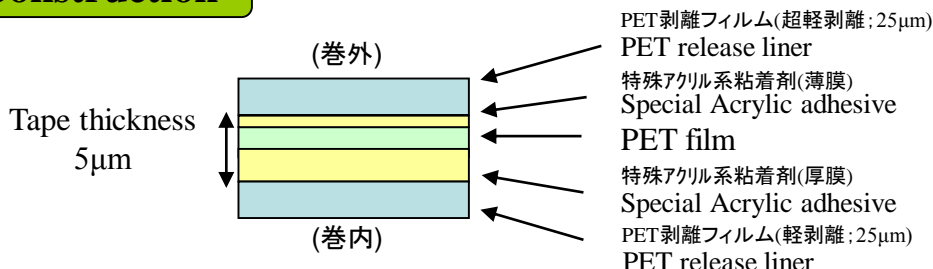 (巻外)
Tape thickness
5μm
(巻内)
PET剥離フィルム(超軽剥離;25μm)
PET release liner
特殊アクリル系粘着剤(薄膜)
Special Acrylic adhesive
PET film
特殊アクリル系粘着剤(厚膜)
Special Acrylic adhesive
PET剥離フィルム(軽剥離;25μm)
PET release liner